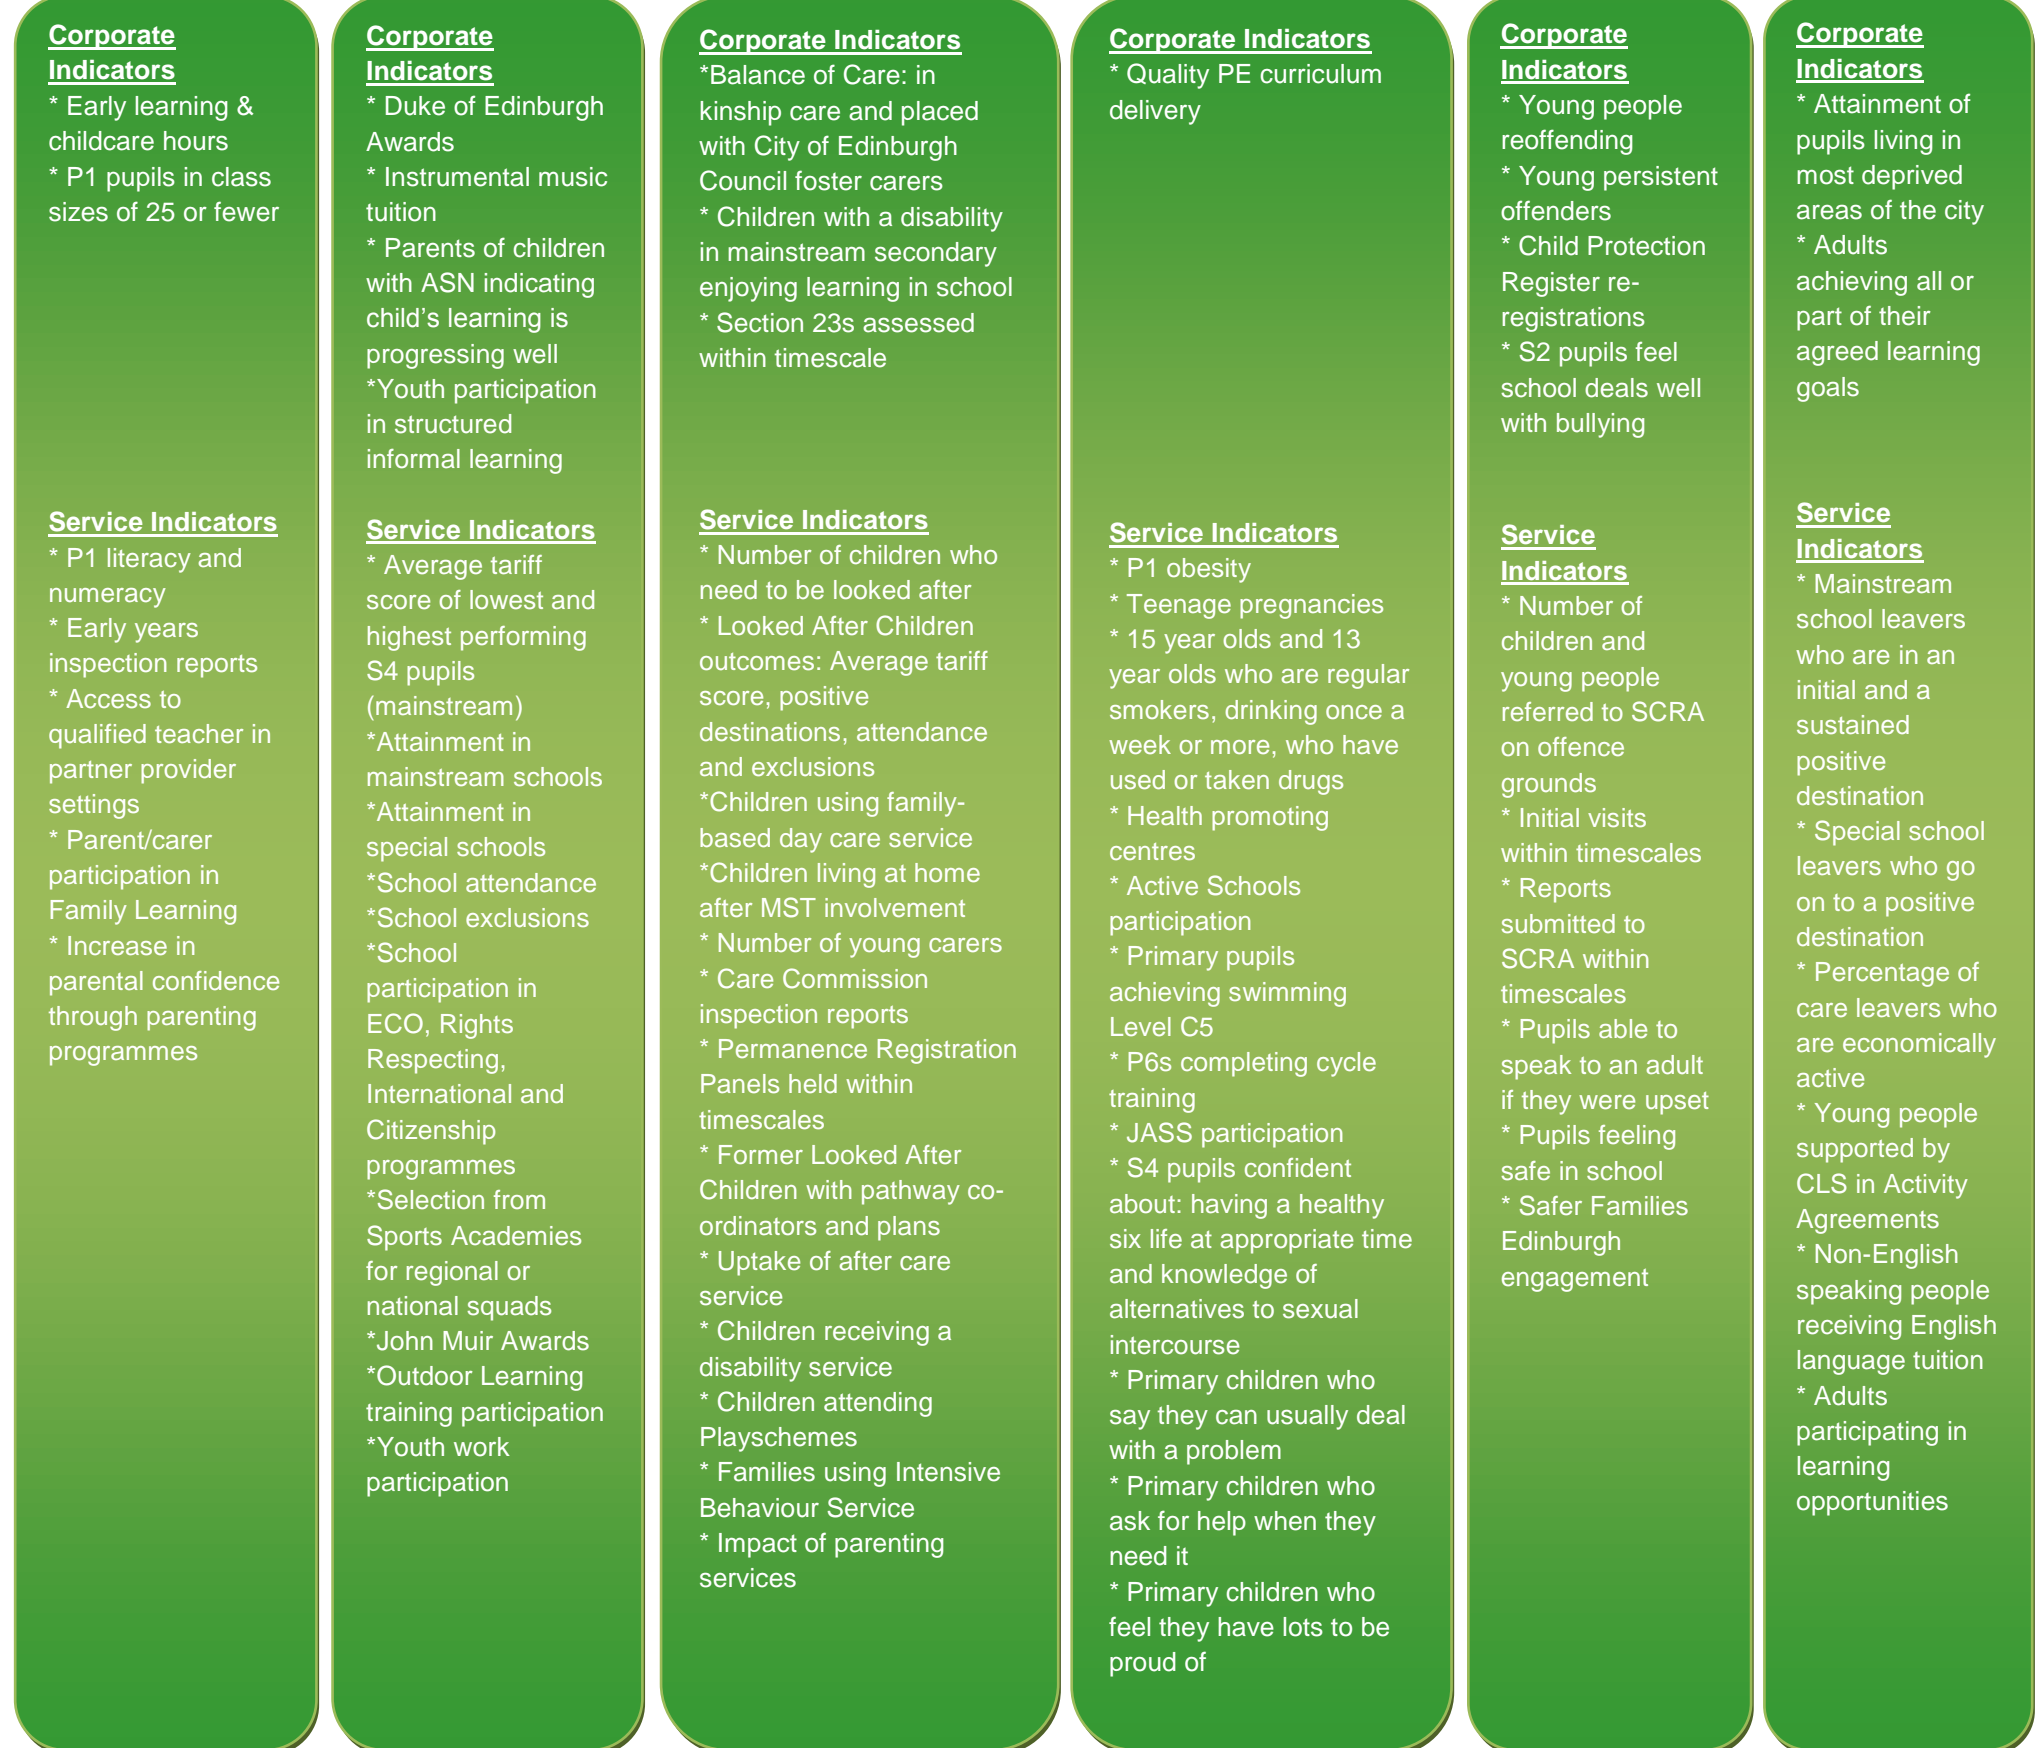 Corporate
Indicators
* Early learning &
childcare hours
* P1 pupils in class
sizes of 25 or fewer
Service Indicators
* P1 literacy and
numeracy
* Early years
inspection reports
* Access to
qualified teacher in
partner provider
settings
* Parent/carer
participation in
Family Learning
* Increase in
parental confidence
through parenting
programmes
Corporate
Indicators
* Duke of Edinburgh
Awards
* Instrumental music
tuition
* Parents of children
with ASN indicating
child’s learning is
progressing well
*Youth participation
in structured
informal learning
Service Indicators
* Average tariff
score of lowest and
highest performing
S4 pupils
(mainstream)
*Attainment in
mainstream schools
*Attainment in
special schools
*School attendance
*School exclusions
*School
participation in
ECO, Rights
Respecting,
International and
Citizenship
programmes
*Selection from
Sports Academies
for regional or
national squads
*John Muir Awards
*Outdoor Learning
training participation
*Youth work
participation
Corporate Indicators
*Balance of Care: in
kinship care and placed
with City of Edinburgh
Council foster carers
* Children with a disability
in mainstream secondary
enjoying learning in school
* Section 23s assessed
within timescale
Service Indicators
* Number of children who
need to be looked after
* Looked After Children
outcomes: Average tariff
score, positive
destinations, attendance
and exclusions
*Children using family-
based day care service
*Children living at home
after MST involvement
* Number of young carers
* Care Commission
inspection reports
* Permanence Registration
Panels held within
timescales
* Former Looked After
Children with pathway co-
ordinators and plans
* Uptake of after care
service
* Children receiving a
disability service
* Children attending
Playschemes
* Families using Intensive
Behaviour Service
* Impact of parenting
services
Corporate Indicators
* Quality PE curriculum
delivery
Service Indicators
* P1 obesity
* Teenage pregnancies
* 15 year olds and 13
year olds who are regular
smokers, drinking once a
week or more, who have
used or taken drugs
* Health promoting
centres
* Active Schools
participation
* Primary pupils
achieving swimming
Level C5
* P6s completing cycle
training
* JASS participation
* S4 pupils confident
about: having a healthy
six life at appropriate time
and knowledge of
alternatives to sexual
intercourse
* Primary children who
say they can usually deal
with a problem
* Primary children who
ask for help when they
need it
* Primary children who
feel they have lots to be
proud of
Corporate
Indicators
* Young people
reoffending
* Young persistent
offenders
* Child Protection
Register re-
registrations
* S2 pupils feel
school deals well
with bullying
Service
Indicators
* Number of
children and
young people
referred to SCRA
on offence
grounds
* Initial visits
within timescales
* Reports
submitted to
SCRA within
timescales
* Pupils able to
speak to an adult
if they were upset
* Pupils feeling
safe in school
* Safer Families
Edinburgh
engagement
Corporate
Indicators
* Attainment of
pupils living in
most deprived
areas of the city
* Adults
achieving all or
part of their
agreed learning
goals
Service
Indicators
* Mainstream
school leavers
who are in an
initial and a
sustained
positive
destination
* Special school
leavers who go
on to a positive
destination
* Percentage of
care leavers who
are economically
active
* Young people
supported by
CLS in Activity
Agreements
* Non-English
speaking people
receiving English
language tuition
* Adults
participating in
learning
opportunities